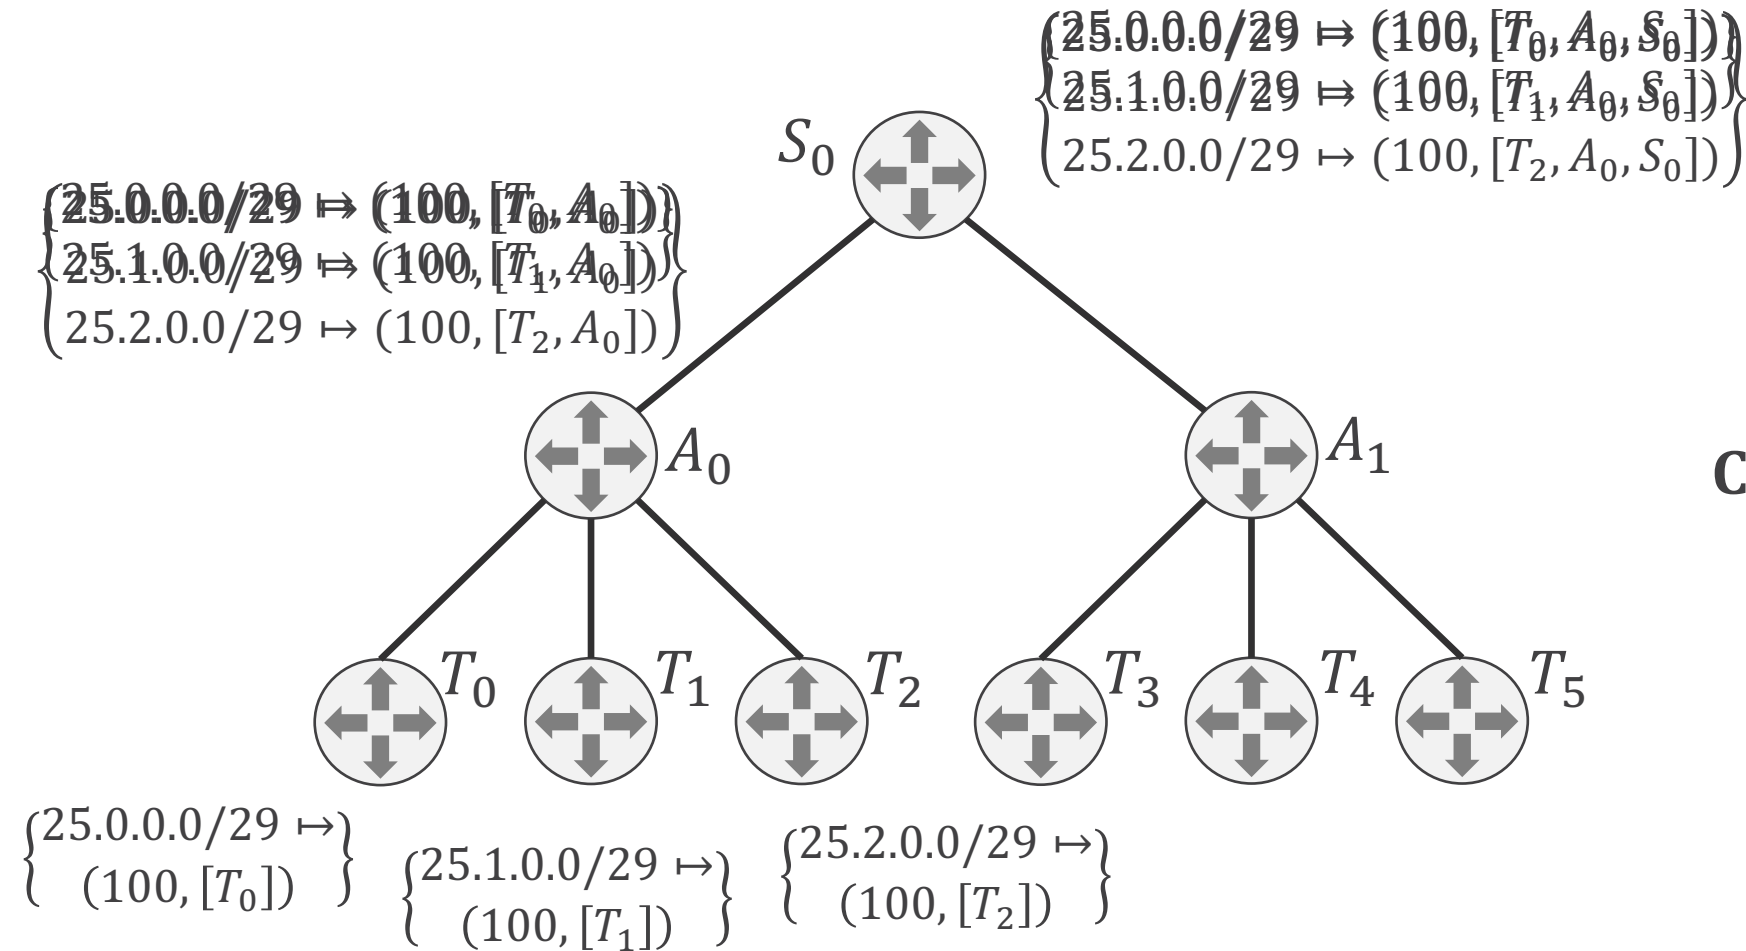 {25.0.0.0/29 ↦ (100, [T₀, A₀, S₀])
25.1.0.0/29 ↦ (100, [T₁, A₀, S₀])
25.2.0.0/29 ↦ (100, [T₂, A₀, S₀])}
S₀
{25.0.0.0/29 ↦ (100, [T₀, A₀])
25.1.0.0/29 ↦ (100, [T₁, A₀])
25.2.0.0/29 ↦ (100, [T₂, A₀])}
A₀
A₁
C
T₀
T₁
T₂
T₃
T₄
T₅
{25.0.0.0/29 ↦
(100, [T₀])}
{25.1.0.0/29 ↦
(100, [T₁])}
{25.2.0.0/29 ↦
(100, [T₂])}